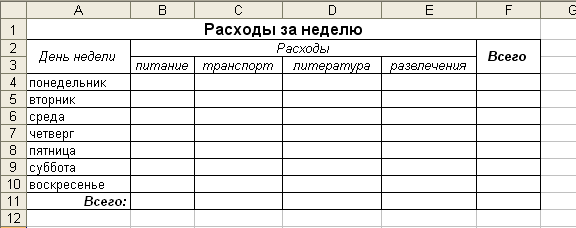 A B C D E F G
1 Расходы за неделю
2 День недели Расходы Всего
3 питание транспорт литература развлечения
4 понедельник
5 вторник
6 среда
7 четверг
8 пятница
9 суббота
10 воскресенье
11 Всего:
12